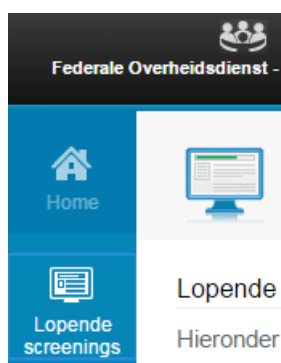 Federale Overheidsdienst -
Home
Lopende
screenings
Lopende
Hieronder